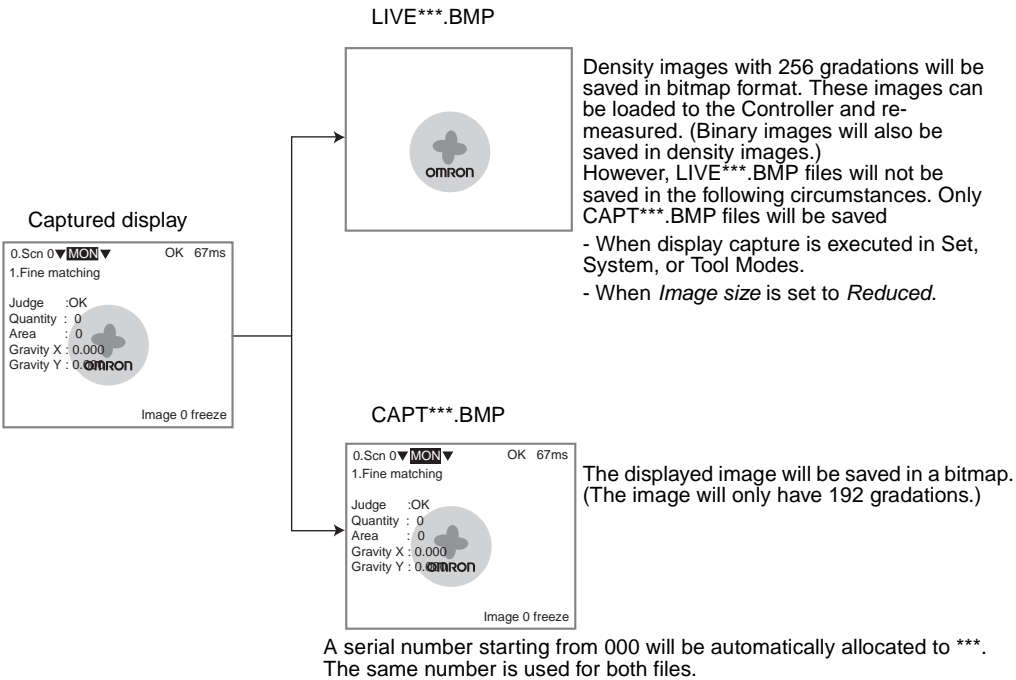 LIVE***.BMP
OMRON
Density images with 256 gradations will be
saved in bitmap format. These images can
be loaded to the Controller and re-
measured. (Binary images will also be
saved in density images.)
However, LIVE***.BMP files will not be
saved in the following circumstances. Only
CAPT***.BMP files will be saved
- When display capture is executed in Set,
System, or Tool Modes.
- When Image size is set to Reduced.
Captured display
0.Scn 0▼MON▼ OK 67ms
1.Fine matching
Judge :OK
Quantity : 0
Area : 0
Gravity X : 0.000
Gravity Y : 0.000
OMRON
Image 0 freeze
CAPT***.BMP
0.Scn 0▼MON▼ OK 67ms
1.Fine matching
Judge :OK
Quantity : 0
Area : 0
Gravity X : 0.000
Gravity Y : 0.000
OMRON
Image 0 freeze
The displayed image will be saved in a bitmap.
(The image will only have 192 gradations.)
A serial number starting from 000 will be automatically allocated to ***.
The same number is used for both files.